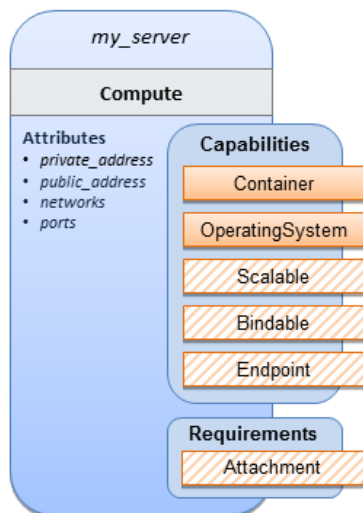 my_server
Compute
Attributes
• private_address
• public_address
• networks
• ports
Capabilities
Container
OperatingSystem
Scalable
Bindable
Endpoint
Requirements
Attachment